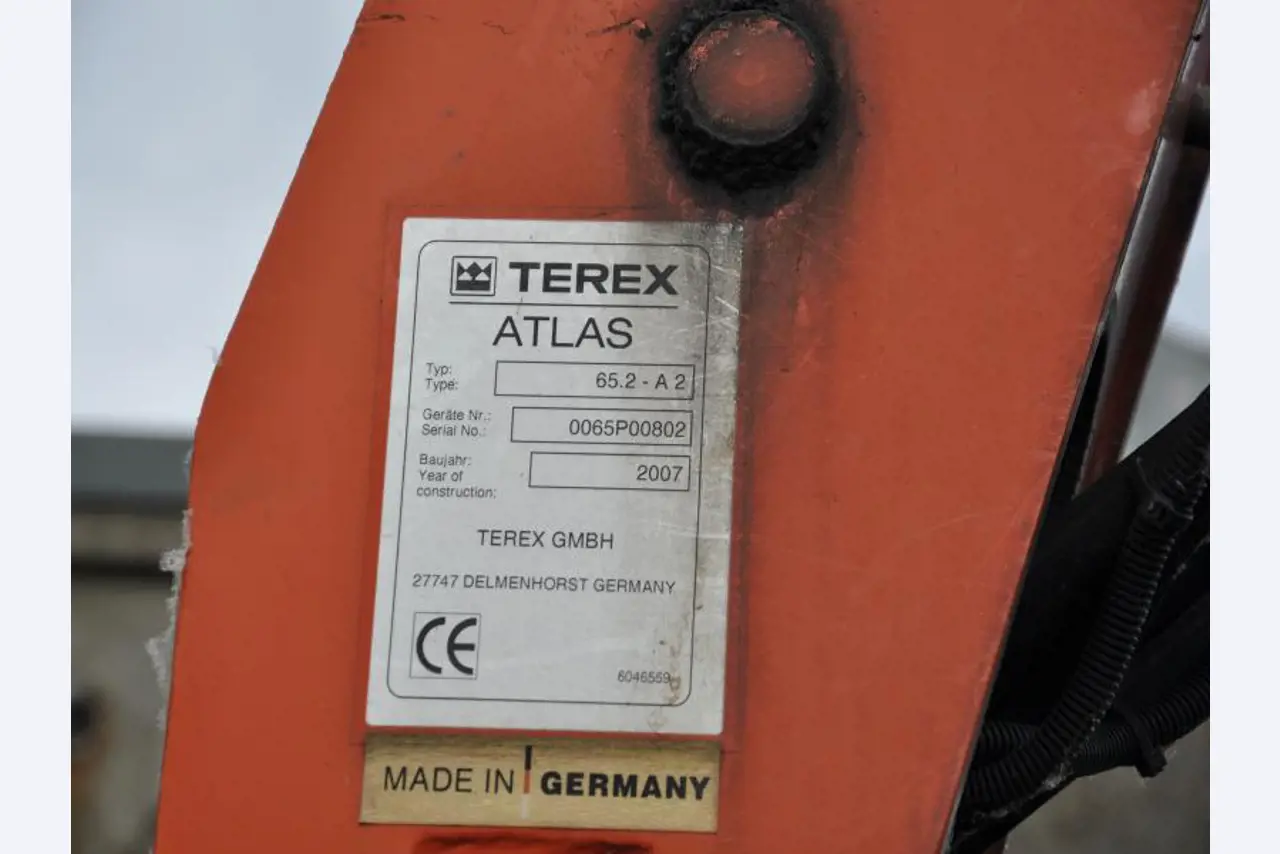 TEREX
ATLAS
Typ:
Type:
65.2 - A 2
Geräte Nr.:
Serial No.:
0065P00802
Baujahr:
Year of
construction:
2007
TEREX GMBH
27747 DELMENHORST GERMANY
CE
6046559
MADE IN GERMANY